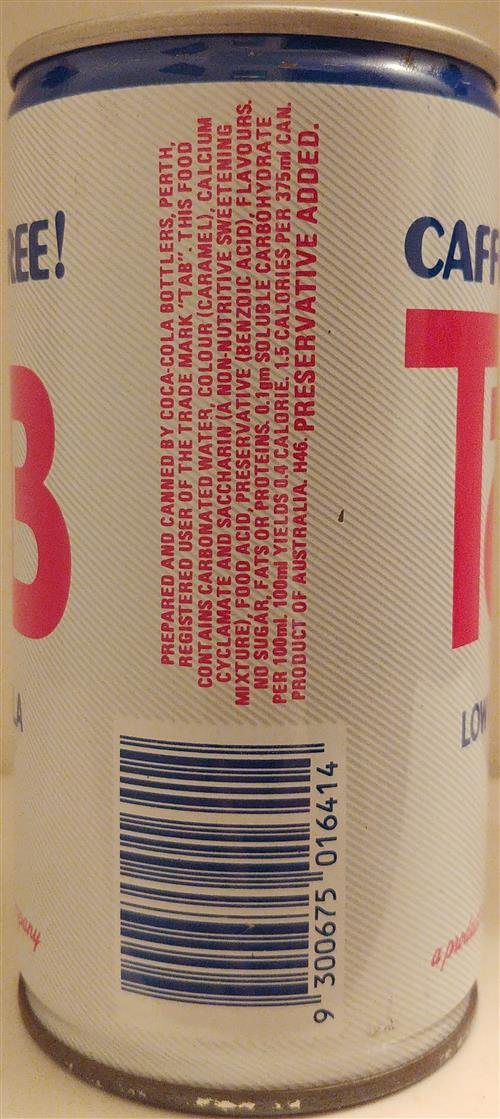 REE!
B
LA
pany
PREPARED AND CANNED BY COCA-COLA BOTTLERS, PERTH,
REGISTERED USER OF THE TRADE MARK "TAB". THIS FOOD
CONTAINS CARBONATED WATER, COLOUR (CARAMEL), CALCIUM
CYCLAMATE AND SACCHARIN (A NON-NUTRITIVE SWEETENING
MIXTURE), FOOD ACID, PRESERVATIVE (BENZOIC ACID), FLAVOURS.
NO SUGAR, FATS OR PROTEINS. 0.1gm SOLUBLE CARBOHYDRATE
PER 100ml. 100ml YIELDS 0.4 CALORIE. 1.5 CALORIES PER 375ml CAN.
PRODUCT OF AUSTRALIA. H46. PRESERVATIVE ADDED.
9 300675 016414
CAFF
Ta
LOW
a produ